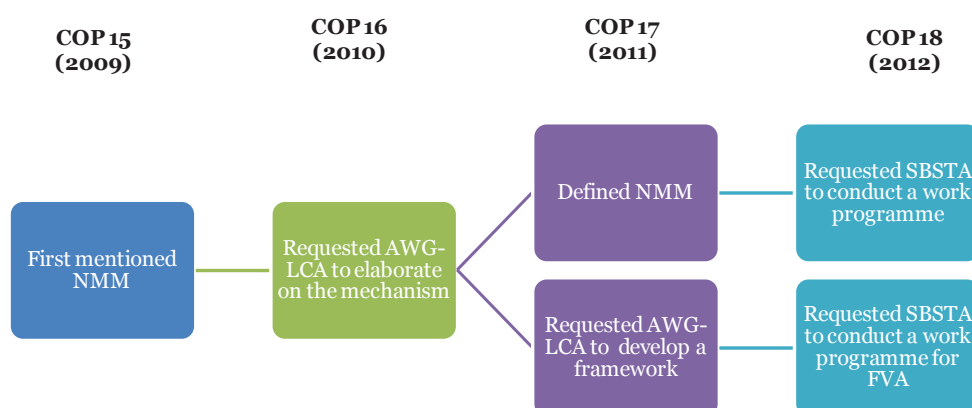 COP 15
(2009)
COP 16
(2010)
COP 17
(2011)
COP 18
(2012)
First mentioned
NMM
Requested AWG-
LCA to elaborate
on the mechanism
Defined NMM
Requested AWG-
LCA to develop a
framework
Requested SBSTA
to conduct a work
programme
Requested SBSTA
to conduct a work
programme for
FVA